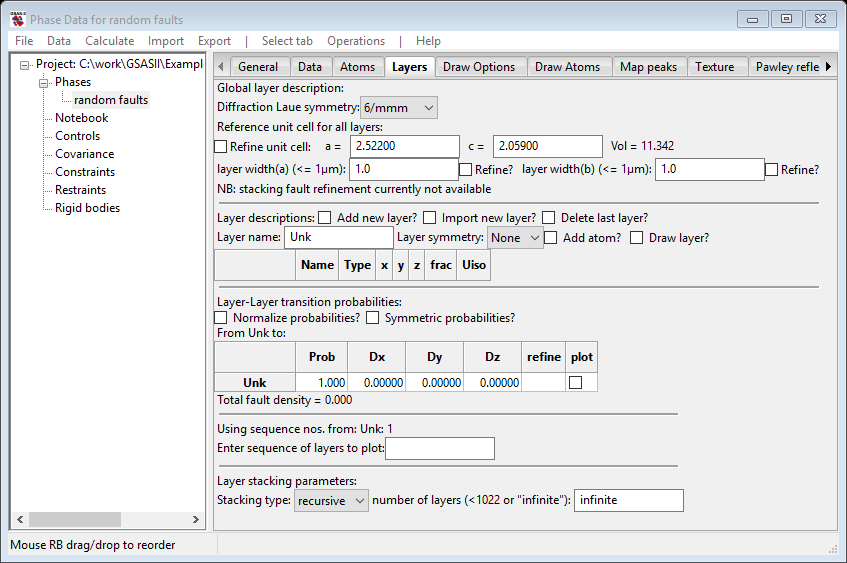 Phase Data for random faults
File Data Calculate Import Export | Select tab Operations | Help
Project: C:\work\GSASII\Exampl
Phases
random faults
Notebook
Controls
Covariance
Constraints
Restraints
Rigid bodies
General Data Atoms Layers Draw Options Draw Atoms Map peaks Texture Pawley refle
Global layer description:
Diffraction Laue symmetry: 6/mmm
Reference unit cell for all layers:
Refine unit cell: a = 2.52200 c = 2.05900 Vol = 11.342
layer width(a) (<= 1μm): 1.0 Refine? layer width(b) (<= 1μm): 1.0 Refine?
NB: stacking fault refinement currently not available
Layer descriptions: Add new layer? Import new layer? Delete last layer?
Layer name: Unk Layer symmetry: None Add atom? Draw layer?
Name Type x y z frac Uiso
Layer-Layer transition probabilities:
Normalize probabilities? Symmetric probabilities?
From Unk to:
Prob Dx Dy Dz refine plot
Unk 1.000 0.00000 0.00000 0.00000
Total fault density = 0.000
Using sequence nos. from: Unk: 1
Enter sequence of layers to plot:
Layer stacking parameters:
Stacking type: recursive number of layers (<1022 or "infinite"): infinite
Mouse RB drag/drop to reorder